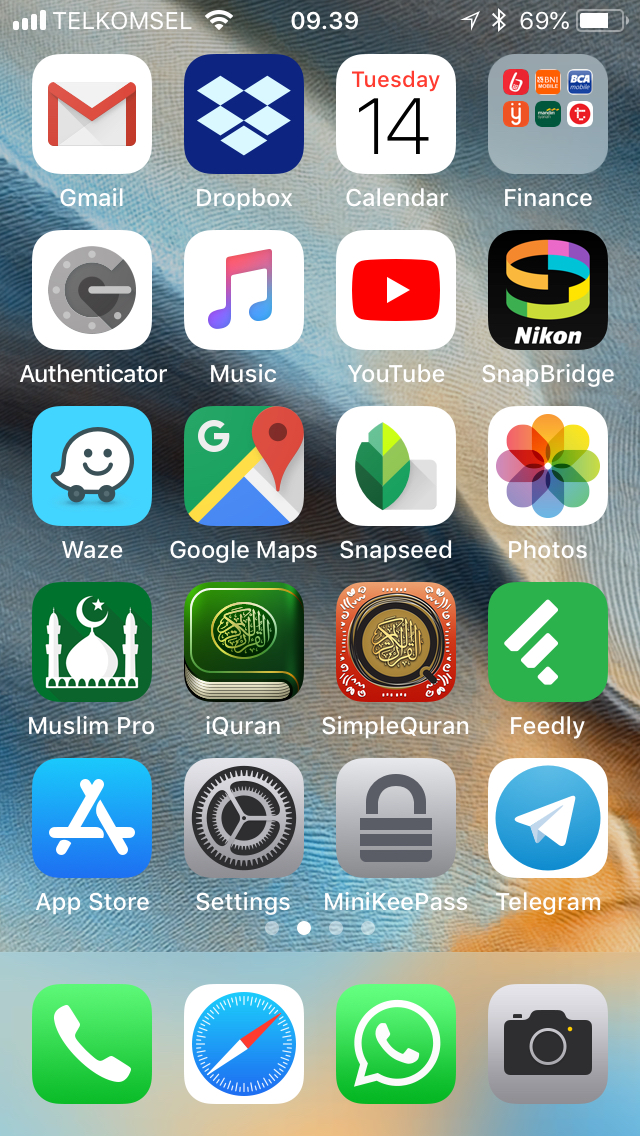 TELKOMSEL 09.39 69%
Tuesday
14
BNI
MOBILE
BCA
mobile
mandiri
Gmail Dropbox Calendar Finance
Nikon
Authenticator Music YouTube SnapBridge
G
Waze Google Maps Snapseed Photos
Muslim Pro iQuran SimpleQuran Feedly
App Store Settings MiniKeePass Telegram